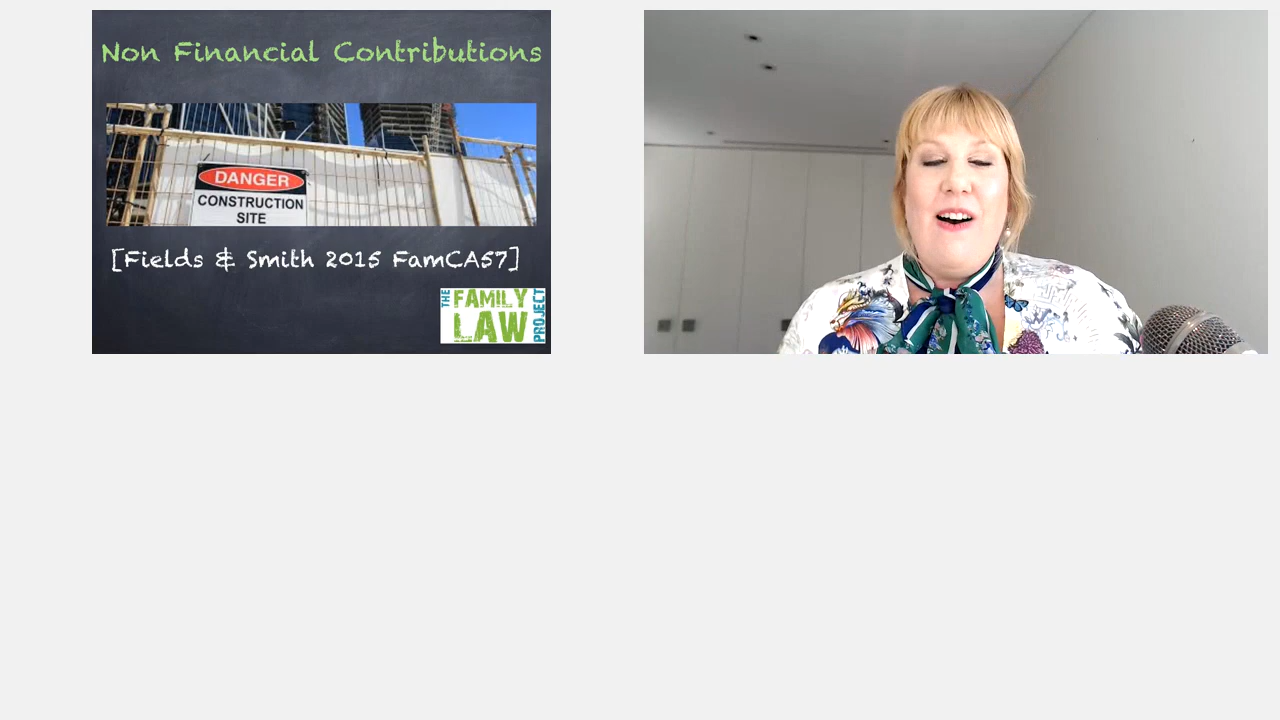 Non Financial Contributions
DANGER
CONSTRUCTION
SITE
[Fields & Smith 2015 FamCA57]
THE
FAMILY
LAW
PROJECT